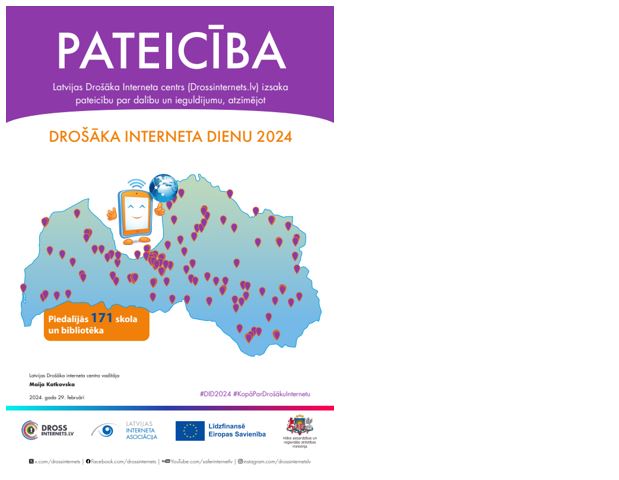 PATEICĪBA
Latvijas Drošāka Interneta centrs (Drossinternets.lv) izsaka
pateicību par dalību un ieguldījumu, atzīmējot
DROŠĀKA INTERNETA DIENU 2024
Piedalījās 171 skola
un bibliotēka
Latvijas Drošāka interneta centra vadītāja
Maija Katkovska
2024. gada 29. februārī
#DID2024 #KopāParDrošākuInternetu
DROSS
INTERNETS.LV
LATVIJAS
INTERNETA
ASOCIĀCIJA
Līdzfinansē
Eiropas Savienība
Viedās administrācijas un
reģionālās attīstības
ministrija
x.com/drossinternets | facebook.com/drossinternets | YouTube.com/saferinternetlv | instagram.com/drossinternetslv